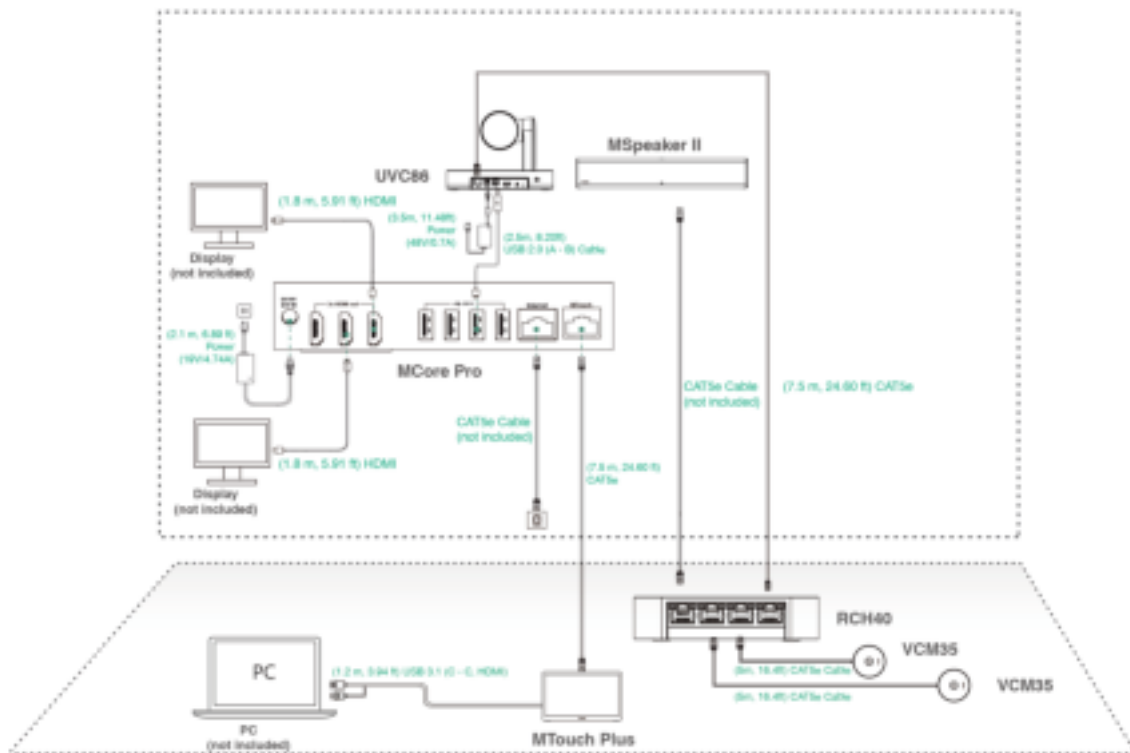 UVC86
MSpeaker II
(1.8 m, 5.91 ft) HDMI
(3.5m, 11.48ft)
Power
(48V/0.7A)
(2.5m, 8.20ft)
USB 2.0 (A - B) Cable
Display
(not included)
(2.1 m, 6.89 ft)
Power
(19V/4.74A)
MCore Pro
CAT5e Cable
(not included)
(7.5 m, 24.60 ft) CAT5e
CAT5e Cable
(not included)
(1.8 m, 5.91 ft) HDMI
(7.5 m, 24.60 ft)
CAT5e
Display
(not included)
RCH40
VCM35
(5m, 16.4ft) CAT5e Cable
VCM35
(5m, 16.4ft) CAT5e Cable
PC
(1.2 m, 3.94 ft) USB 3.1 (C - C, HDMI)
PC
(not included)
MTouch Plus